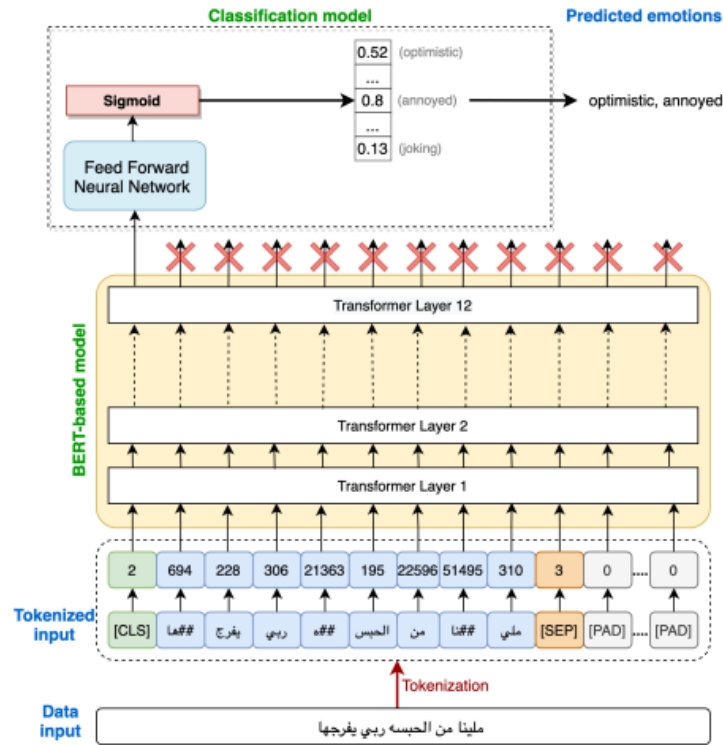 Classification model
Predicted emotions
0.52 (optimistic)
...
0.8 (annoyed)
...
0.13 (joking)
Sigmoid
optimistic, annoyed
Feed Forward
Neural Network
BERT-based model
Transformer Layer 12
Transformer Layer 2
Transformer Layer 1
2 694 228 306 21363 195 22596 51495 310 3 0 .... 0
Tokenized
input
[CLS] ها## يفرج ربي ه## الحبس من نا## ملي [SEP] [PAD] .... [PAD]
Tokenization
Data
input
ملينا من الحبسه ربي يفرجها